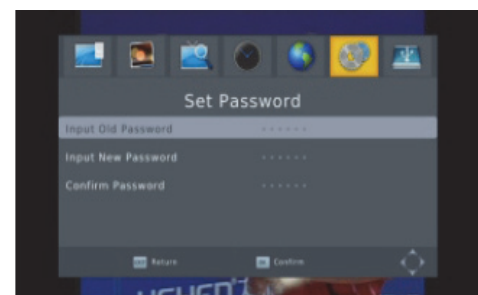 Set Password
Input Old Password ······
Input New Password ······
Confirm Password ······
Return Confirm